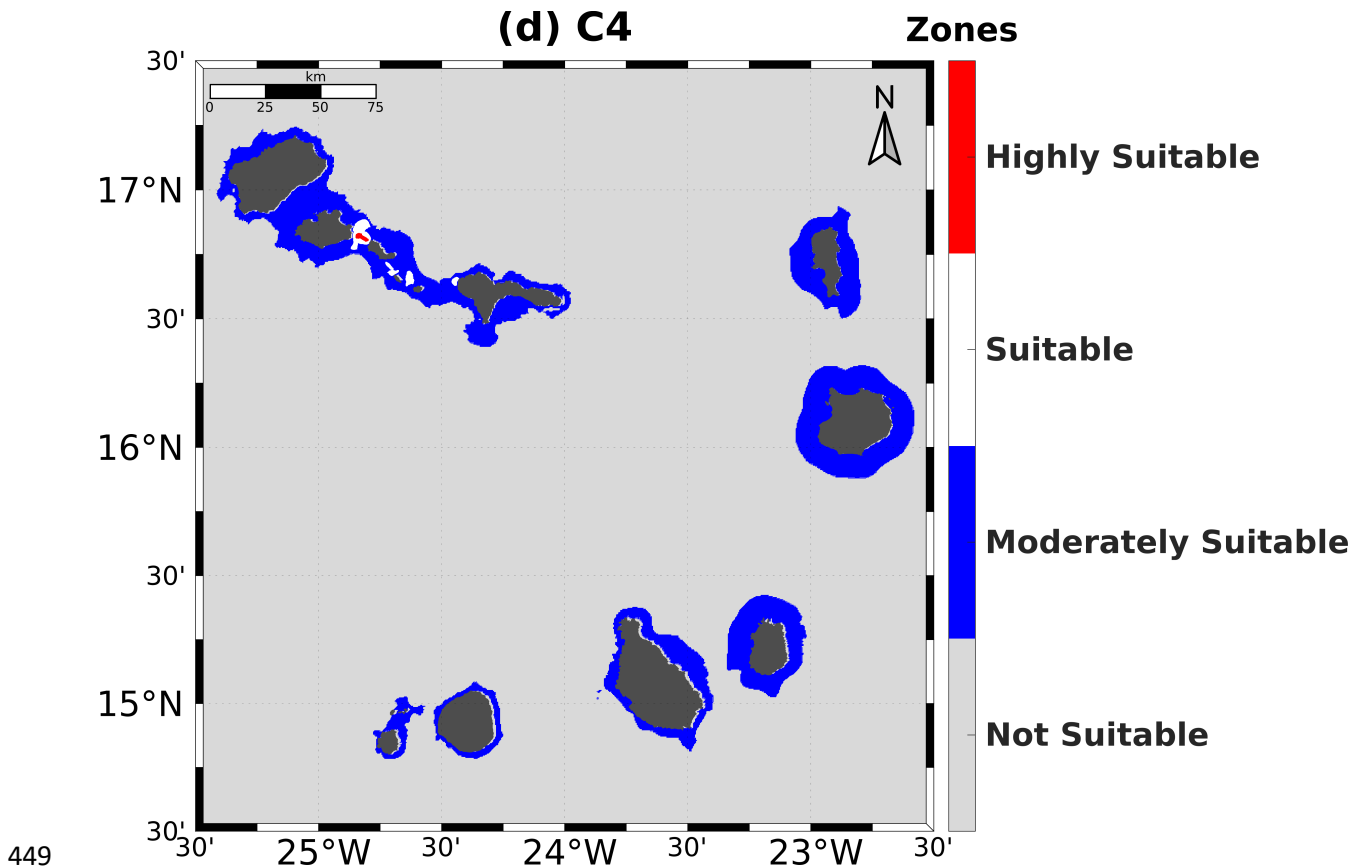 (d) C4
Zones
30'
km
0 25 50 75
N
17°N
30'
16°N
30'
15°N
30'
30' 25°W 30' 24°W 30' 23°W 30'
Highly Suitable
Suitable
Moderately Suitable
Not Suitable
449